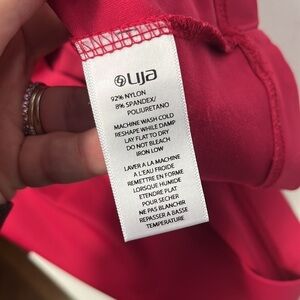 lija
92% NYLON
8% SPANDEX/
POLIURETANO
MACHINE WASH COLD
RESHAPE WHILE DAMP
LAY FLAT TO DRY
DO NOT BLEACH
IRON LOW
LAVER A LA MACHINE
A L'EAU FROIDE
REMETTRE EN FORME
LORSQUE HUMIDE
ETENDRE PLAT
POUR SECHER
NE PAS BLANCHIR
REPASSER A BASSE
TEMPERATURE